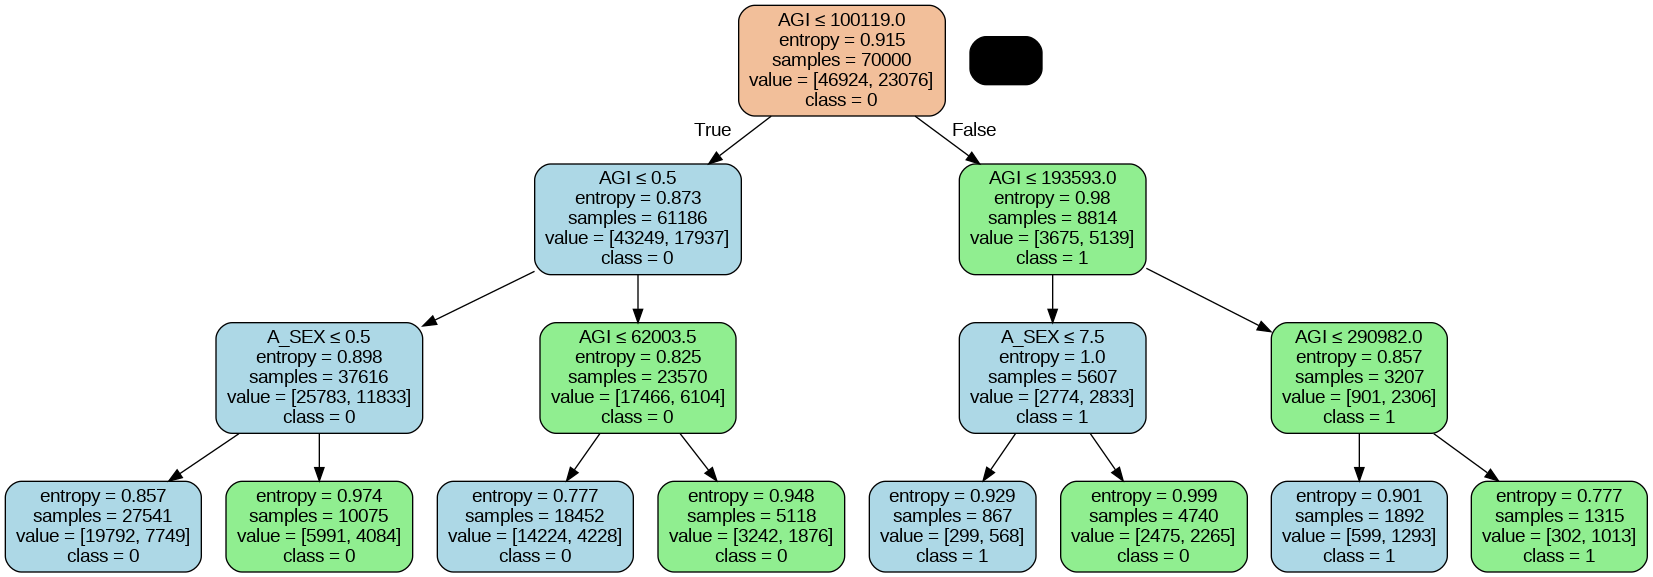 AGI ≤ 100119.0
entropy = 0.915
samples = 70000
value = [46924, 23076]
class = 0
True
False
AGI ≤ 0.5
entropy = 0.873
samples = 61186
value = [43249, 17937]
class = 0
AGI ≤ 193593.0
entropy = 0.98
samples = 8814
value = [3675, 5139]
class = 1
A_SEX ≤ 0.5
entropy = 0.898
samples = 37616
value = [25783, 11833]
class = 0
AGI ≤ 62003.5
entropy = 0.825
samples = 23570
value = [17466, 6104]
class = 0
A_SEX ≤ 7.5
entropy = 1.0
samples = 5607
value = [2774, 2833]
class = 1
AGI ≤ 290982.0
entropy = 0.857
samples = 3207
value = [901, 2306]
class = 1
entropy = 0.857
samples = 27541
value = [19792, 7749]
class = 0
entropy = 0.974
samples = 10075
value = [5991, 4084]
class = 0
entropy = 0.777
samples = 18452
value = [14224, 4228]
class = 0
entropy = 0.948
samples = 5118
value = [3242, 1876]
class = 0
entropy = 0.929
samples = 867
value = [299, 568]
class = 1
entropy = 0.999
samples = 4740
value = [2475, 2265]
class = 0
entropy = 0.901
samples = 1892
value = [599, 1293]
class = 1
entropy = 0.777
samples = 1315
value = [302, 1013]
class = 1